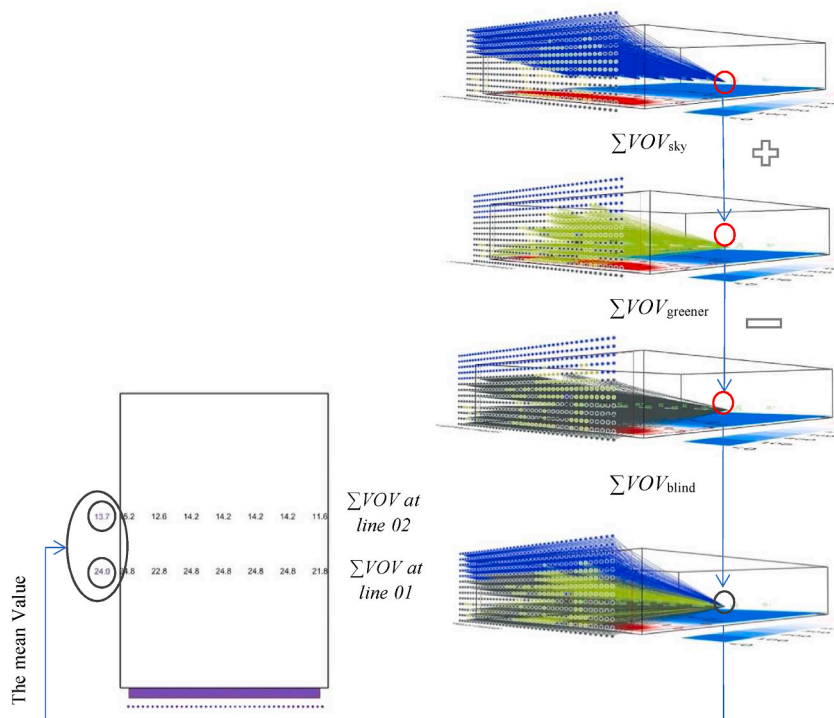 ∑VOVsky
∑VOVgreener
∑VOVblind
∑VOV at
line 02
13.7 12.6 14.2 14.2 14.2 14.2 11.6
∑VOV at
line 01
24.0 22.8 24.8 24.8 24.8 24.8 21.8
The mean Value